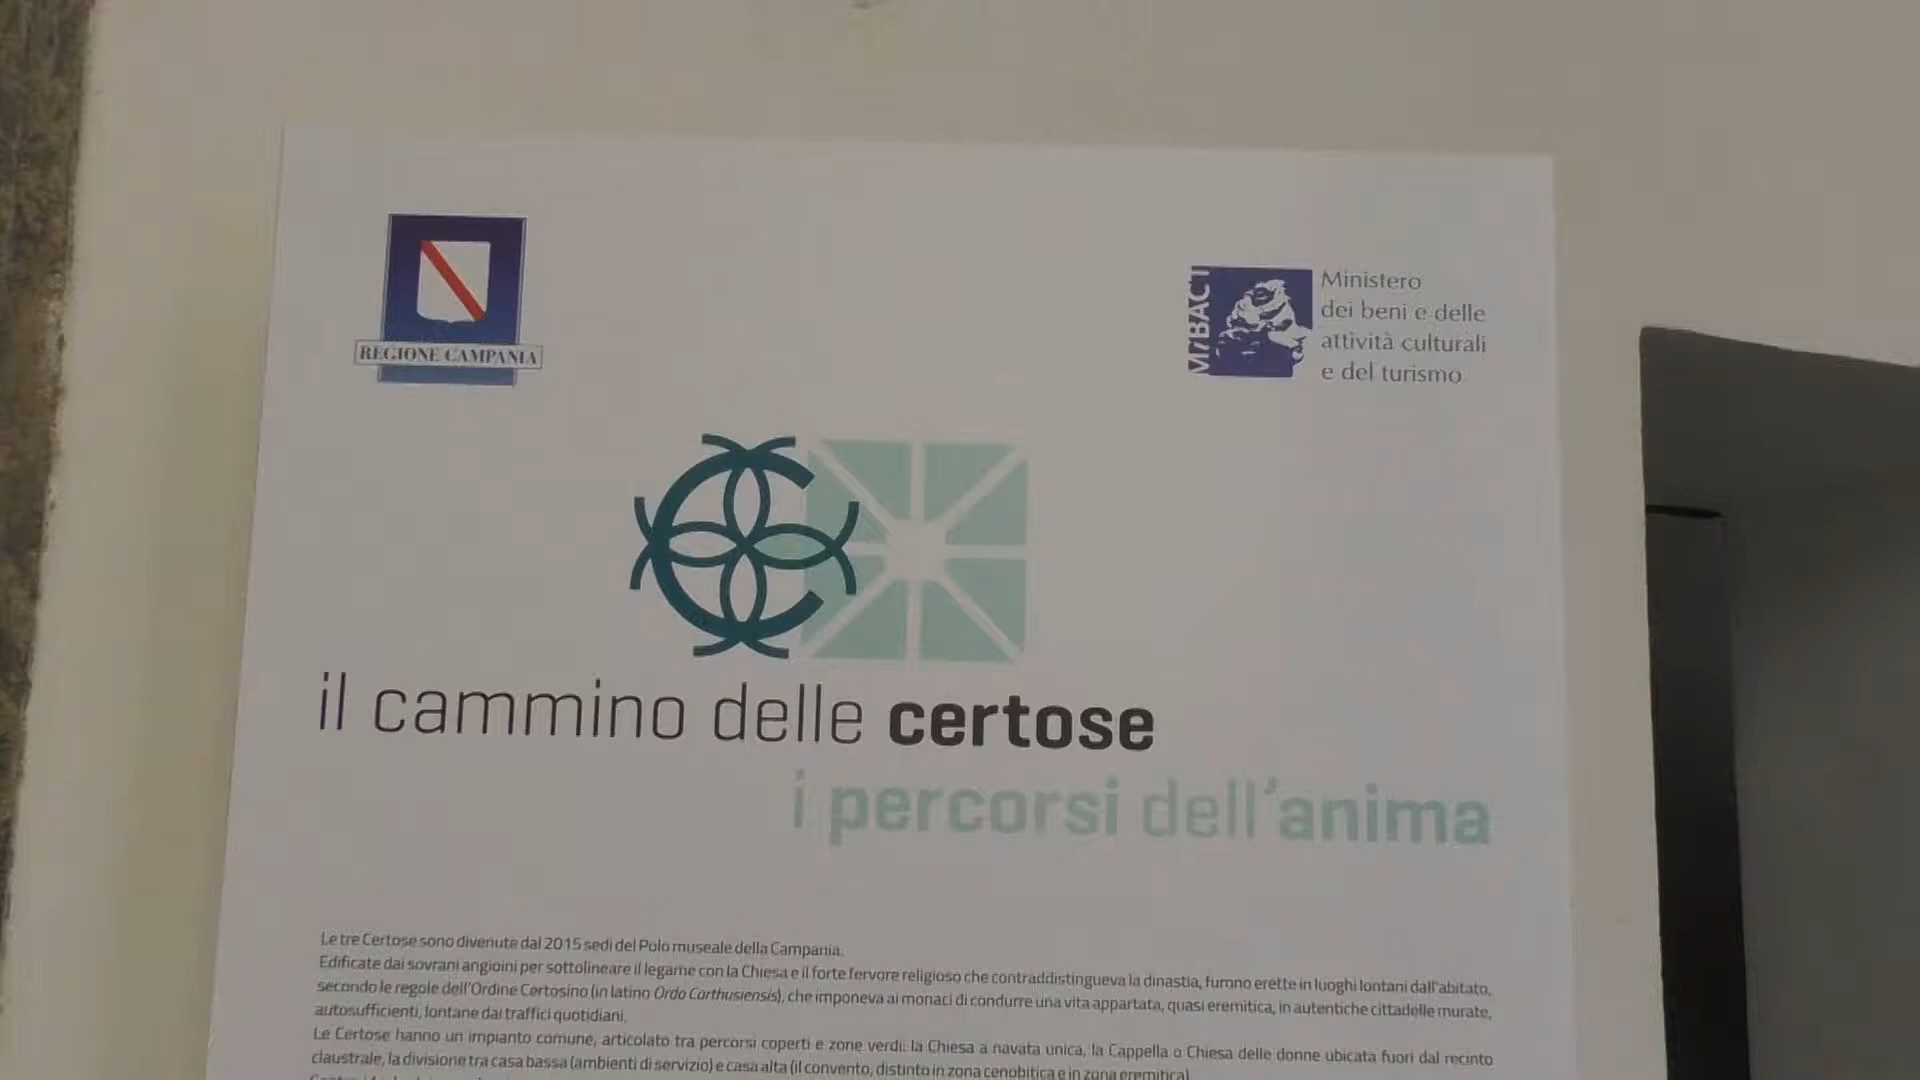 REGIONE CAMPANIA
MiBACT
Ministero
dei beni e delle
attività culturali
e del turismo
il cammino delle certose
i percorsi dell'anima
Le tre Certose sono divenute dal 2015 sedi del Polo museale della Campania.
Edificate dai sovrani angioini per sottolineare il legame con la Chiesa e il forte fervore religioso che contraddistingueva la dinastia, furono erette in luoghi lontani dall'abitato,
secondo le regole dell'Ordine Certosino (in latino Ordo Carthusiensis), che imponeva ai monaci di condurre una vita appartata, quasi eremitica, in autentiche cittadelle murate,
autosufficienti, lontane dai traffici quotidiani.
Le Certose hanno un impianto comune, articolato tra percorsi coperti e zone verdi: la Chiesa a navata unica, la Cappella o Chiesa delle donne ubicata fuori dal recinto
claustrale, la divisione tra casa bassa (ambienti di servizio) e casa alta (il convento, distinto in zona cenobitica e in zona eremitica).